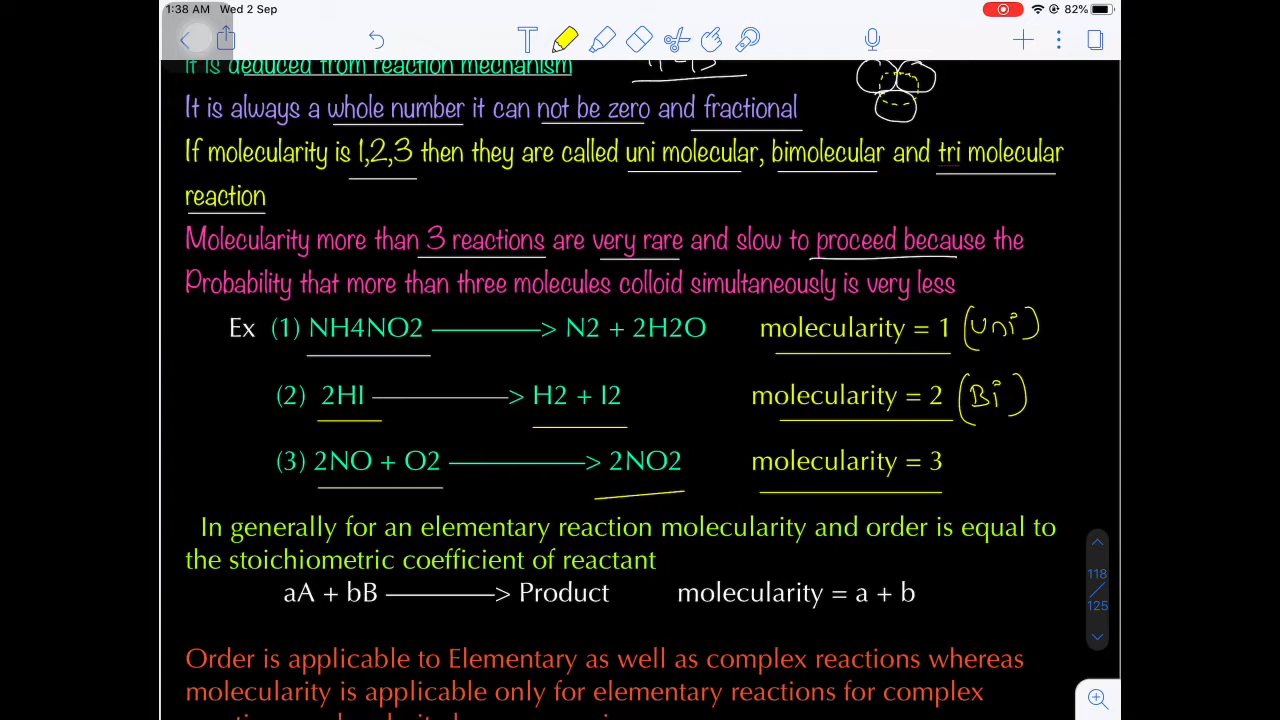 1:38 AM Wed 2 Sep 82%
It is deduced from reaction mechanism
It is always a whole number it can not be zero and fractional
If molecularity is 1,2,3 then they are called uni molecular, bimolecular and tri molecular
reaction
Molecularity more than 3 reactions are very rare and slow to proceed because the
Probability that more than three molecules colloid simultaneously is very less
Ex (1) NH4NO2 ————> N2 + 2H2O molecularity = 1 (Uni)
(2) 2HI —————> H2 + I2 molecularity = 2 (Bi)
(3) 2NO + O2 —————> 2NO2 molecularity = 3
In generally for an elementary reaction molecularity and order is equal to
the stoichiometric coefficient of reactant
aA + bB ————> Product molecularity = a + b
118
/
125
Order is applicable to Elementary as well as complex reactions whereas
molecularity is applicable only for elementary reactions for complex